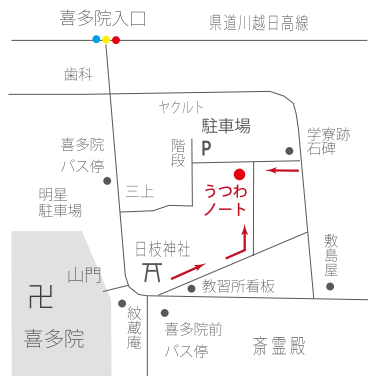 喜多院入口
県道川越日高線
歯科
ヤクルト
駐車場
P
階段
学寮跡
石碑
喜多院
バス停
三上
うつわ
ノート
明星
駐車場
日枝神社
敷島屋
山門
卍
教習所看板
喜多院
紋蔵庵
喜多院前
バス停
斎霊殿